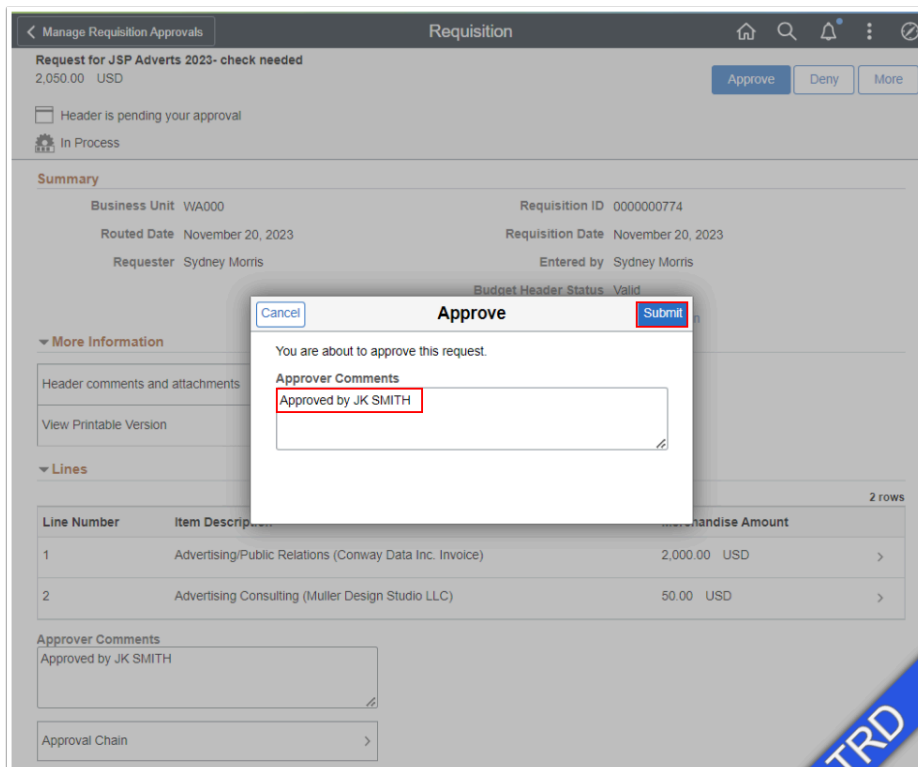 Manage Requisition Approvals
Requisition
Request for JSP Adverts 2023- check needed
2,050.00 USD
Approve
Deny
More
Header is pending your approval
In Process
Summary
Business Unit WA000
Requisition ID 0000000774
Routed Date November 20, 2023
Requisition Date November 20, 2023
Requester Sydney Morris
Entered by Sydney Morris
Budget Header Status Valid
Cancel
Approve
Submit
You are about to approve this request.
Approver Comments
Approved by JK SMITH
More Information
Header comments and attachments
View Printable Version
Lines
2 rows
Line Number
Item
Amount
1 Advertising/Public Relations (Conway Data Inc. Invoice) 2,000.00 USD
2 Advertising Consulting (Muller Design Studio LLC) 50.00 USD
Approver Comments
Approved by JK SMITH
Approval Chain
TRD